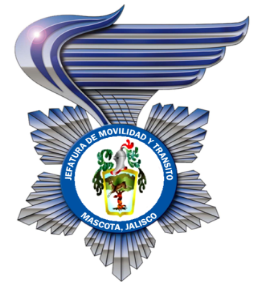 JEFATURA DE MOVILIDAD Y TRANSITO
MASCOTA, JALISCO